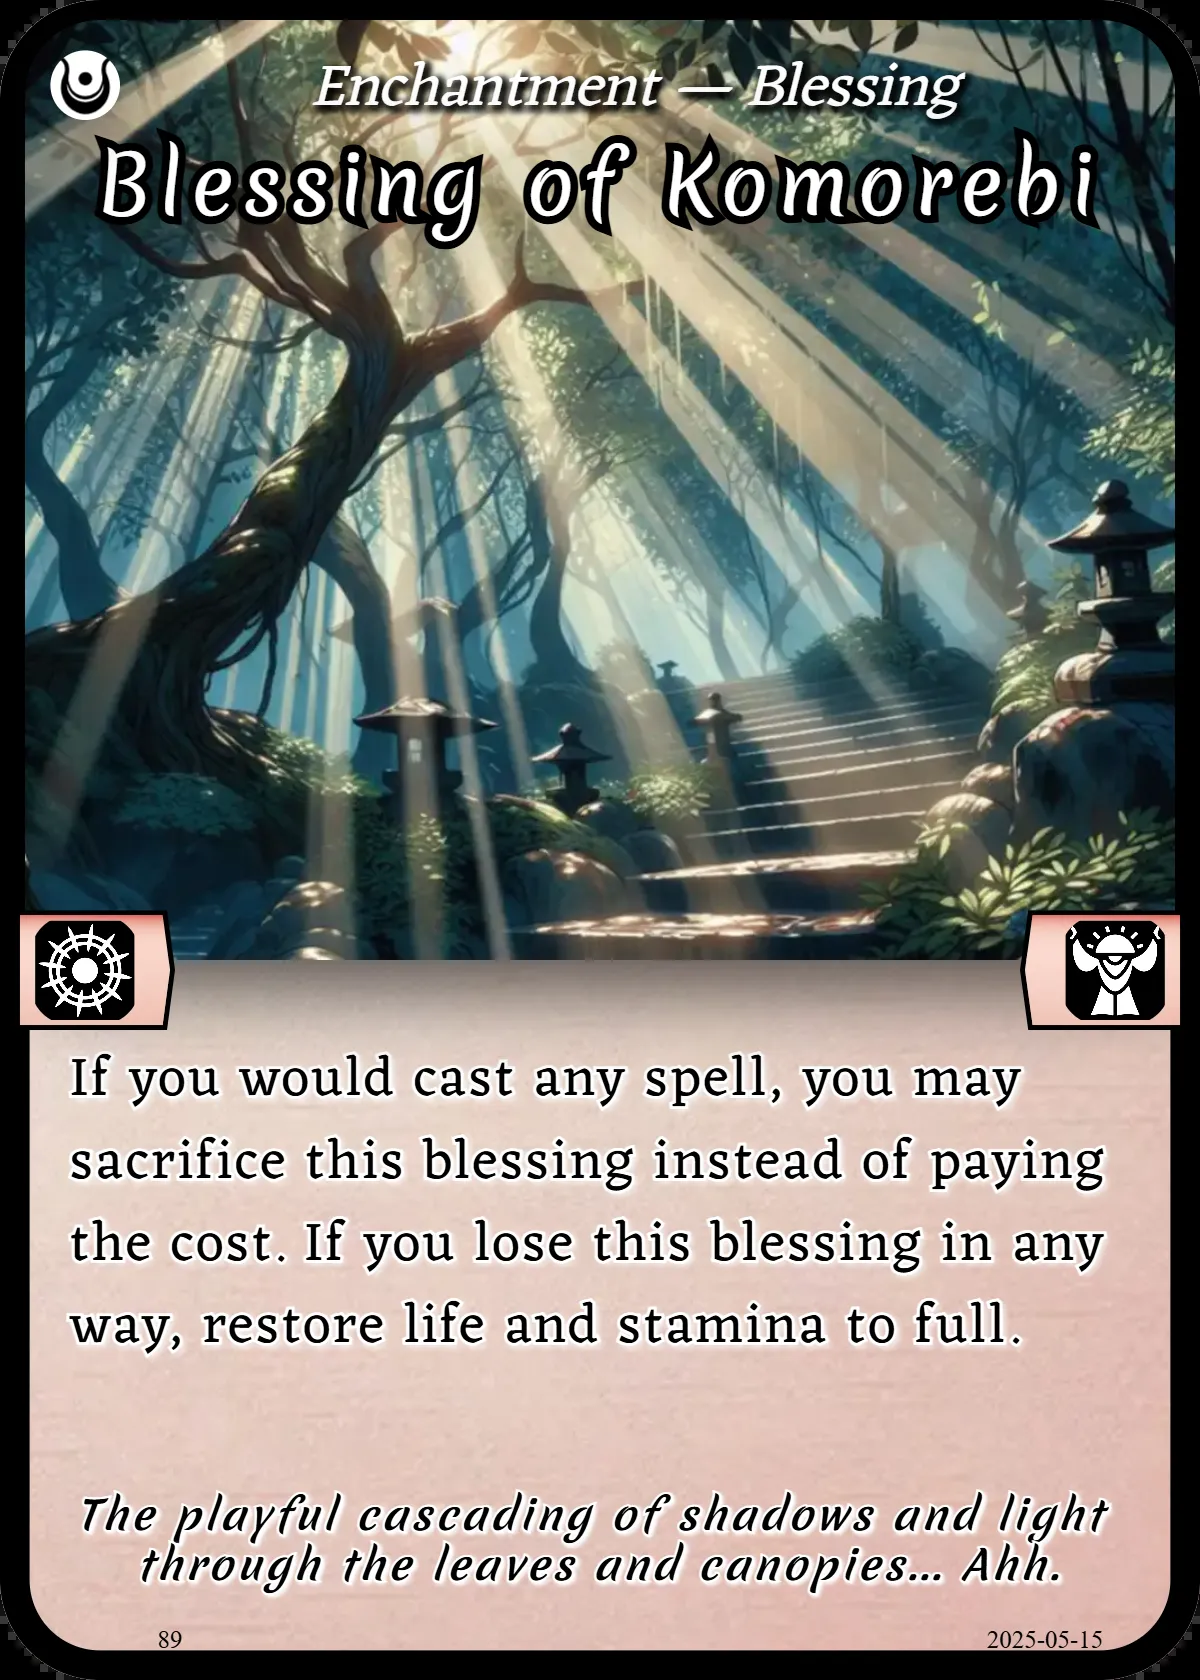 Enchantment — Blessing
Blessing of Komorebi
If you would cast any spell, you may
sacrifice this blessing instead of paying
the cost. If you lose this blessing in any
way, restore life and stamina to full.
The playful cascading of shadows and light
through the leaves and canopies... Ahh.
89
2025-05-15